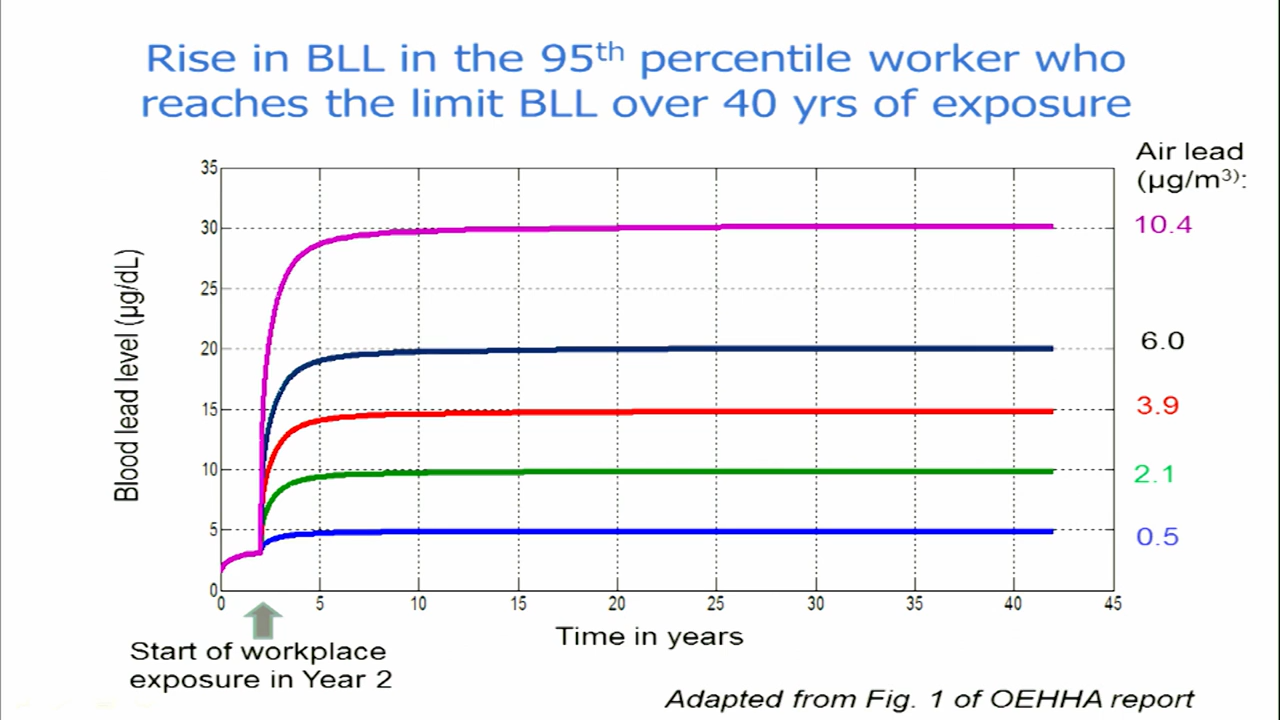 Rise in BLL in the 95th percentile worker who
reaches the limit BLL over 40 yrs of exposure
Air lead
(µg/m3):
35
30
25
20
15
10
5
0
Blood lead level (µg/dL)
10.4
6.0
3.9
2.1
0.5
0 5 10 15 20 25 30 35 40 45
Time in years
Start of workplace
exposure in Year 2
Adapted from Fig. 1 of OEHHA report